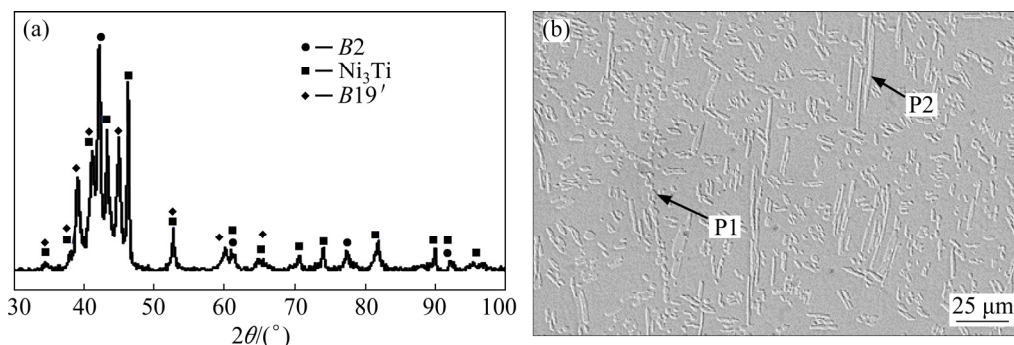 (a)
● — B2
■ — Ni₃Ti
◆ — B19′
30 40 50 60 70 80 90 100
2θ/(°)
(b)
P2
P1
25 μm